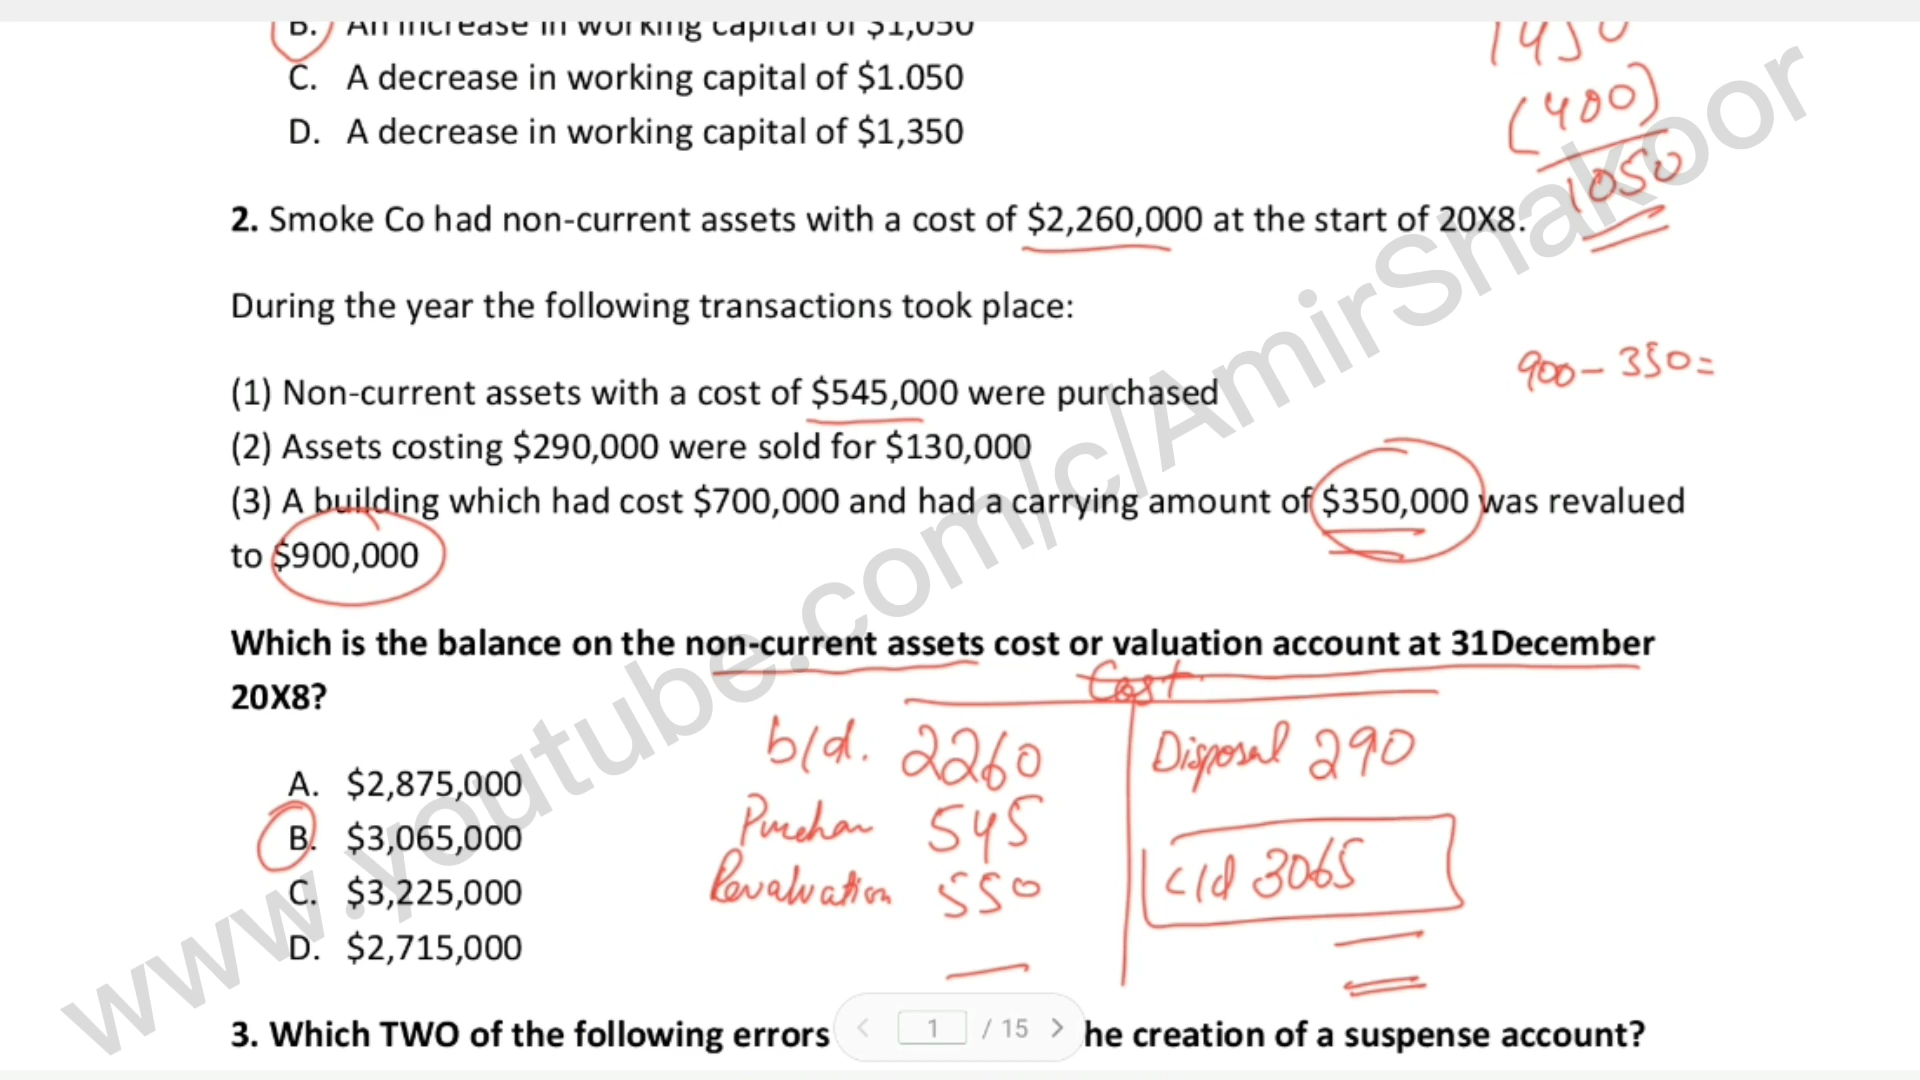 B. An increase in working capital of $1,050
1450
C. A decrease in working capital of $1.050
(400)
D. A decrease in working capital of $1,350
1050
2. Smoke Co had non-current assets with a cost of $2,260,000 at the start of 20X8.
During the year the following transactions took place:
900 - 350 =
(1) Non-current assets with a cost of $545,000 were purchased
(2) Assets costing $290,000 were sold for $130,000
(3) A building which had cost $700,000 and had a carrying amount of $350,000 was revalued
to $900,000
Which is the balance on the non-current assets cost or valuation account at 31December
20X8?
Cost
b/d. 2260
Disposal 290
A. $2,875,000
Purchase 545
B. $3,065,000
Revaluation 550
c/d 3065
C. $3,225,000
D. $2,715,000
3. Which TWO of the following errors
1 / 15
he creation of a suspense account?
www.youtube.com/c/AmirShakoor